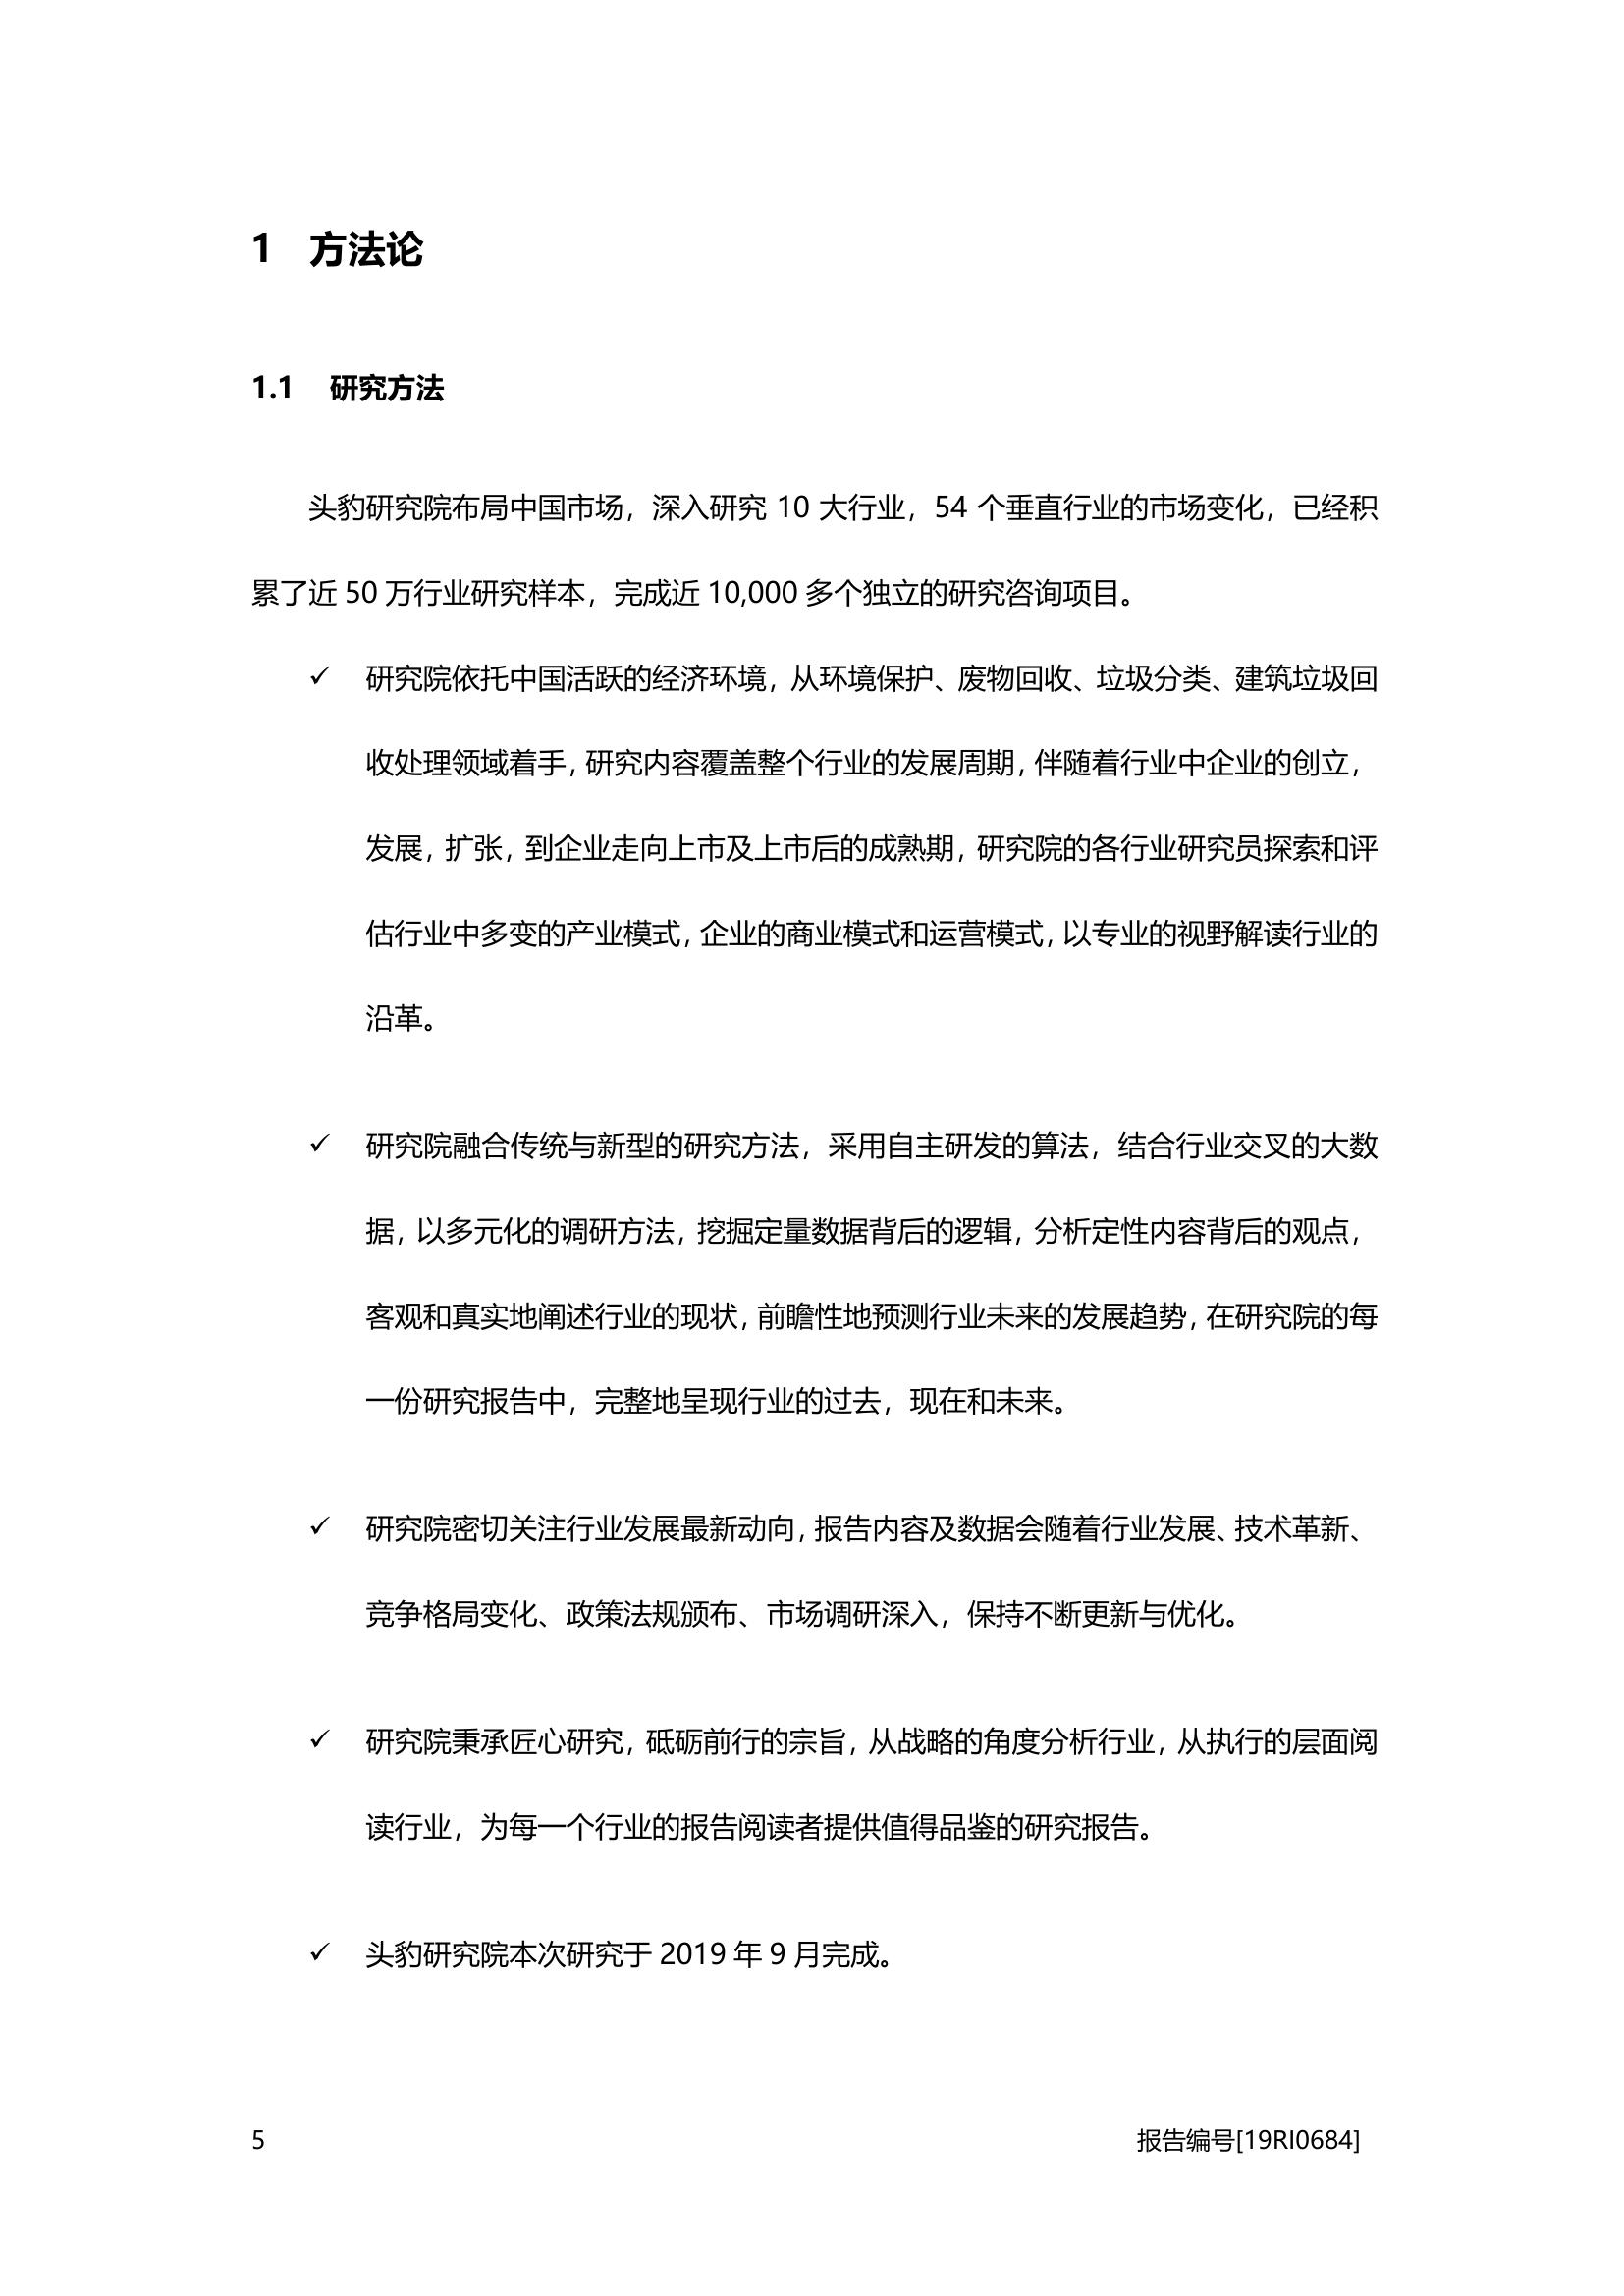 1 方法论
1.1 研究方法
头豹研究院布局中国市场，深入研究 10 大行业，54 个垂直行业的市场变化，已经积
累了近 50 万行业研究样本，完成近 10,000 多个独立的研究咨询项目。
✓ 研究院依托中国活跃的经济环境，从环境保护、废物回收、垃圾分类、建筑垃圾回
收处理领域着手，研究内容覆盖整个行业的发展周期，伴随着行业中企业的创立，
发展，扩张，到企业走向上市及上市后的成熟期，研究院的各行业研究员探索和评
估行业中多变的产业模式，企业的商业模式和运营模式，以专业的视野解读行业的
沿革。
✓ 研究院融合传统与新型的研究方法，采用自主研发的算法，结合行业交叉的大数
据，以多元化的调研方法，挖掘定量数据背后的逻辑，分析定性内容背后的观点，
客观和真实地阐述行业的现状，前瞻性地预测行业未来的发展趋势，在研究院的每
一份研究报告中，完整地呈现行业的过去，现在和未来。
✓ 研究院密切关注行业发展最新动向，报告内容及数据会随着行业发展、技术革新、
竞争格局变化、政策法规颁布、市场调研深入，保持不断更新与优化。
✓ 研究院秉承匠心研究，砥砺前行的宗旨，从战略的角度分析行业，从执行的层面阅
读行业，为每一个行业的报告阅读者提供值得品鉴的研究报告。
✓ 头豹研究院本次研究于 2019 年 9 月完成。
5 报告编号[19RI0684]